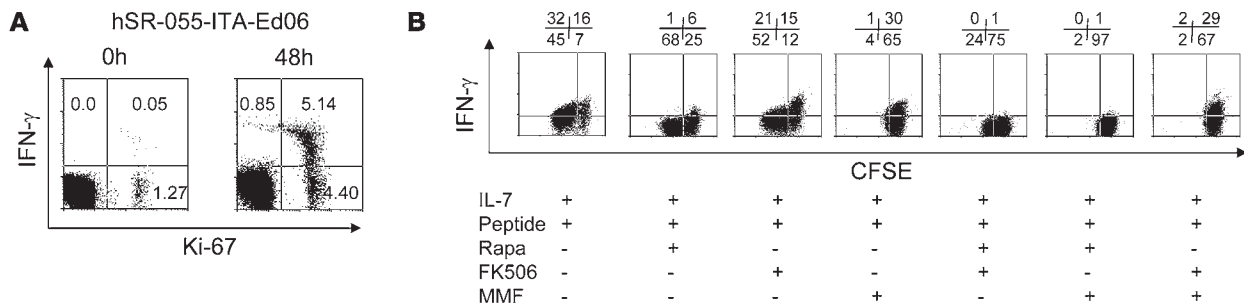 A
hSR-055-ITA-Ed06
0h
48h
IFN-γ
0.0
0.05
1.27
0.85
5.14
4.40
Ki-67
B
32 16
45 7
1 6
68 25
21 15
52 12
1 30
4 65
0 1
24 75
0 1
2 97
2 29
2 67
IFN-γ
CFSE
IL-7 + + + + + + +
Peptide + + + + + + +
Rapa - + - - + + -
FK506 - - + - + - +
MMF - - - + - + +